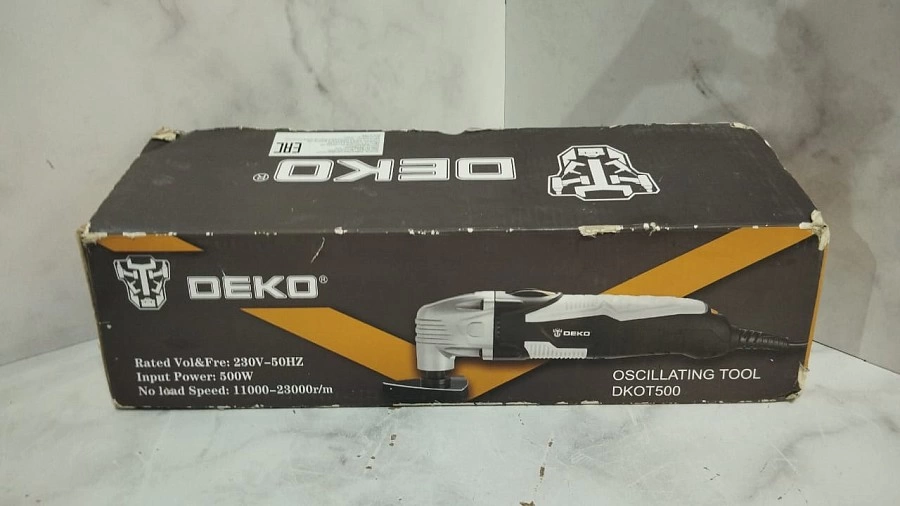 EAC
DEKO®
DEKO®
DEKO
Rated Vol&Fre: 230V-50HZ
Input Power: 500W
No load Speed: 11000-23000r/m
OSCILLATING TOOL
DKOT500